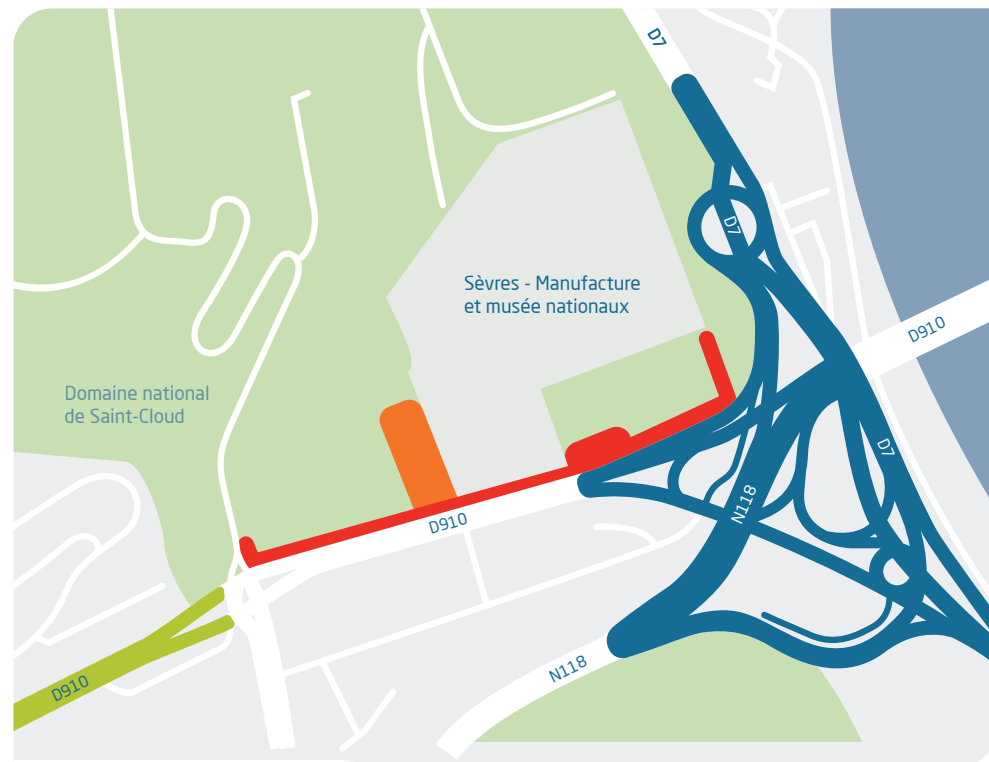 D7
D7
Sèvres - Manufacture
et musée nationaux
D910
Domaine national
de Saint-Cloud
D7
N118
D910
N118
D910